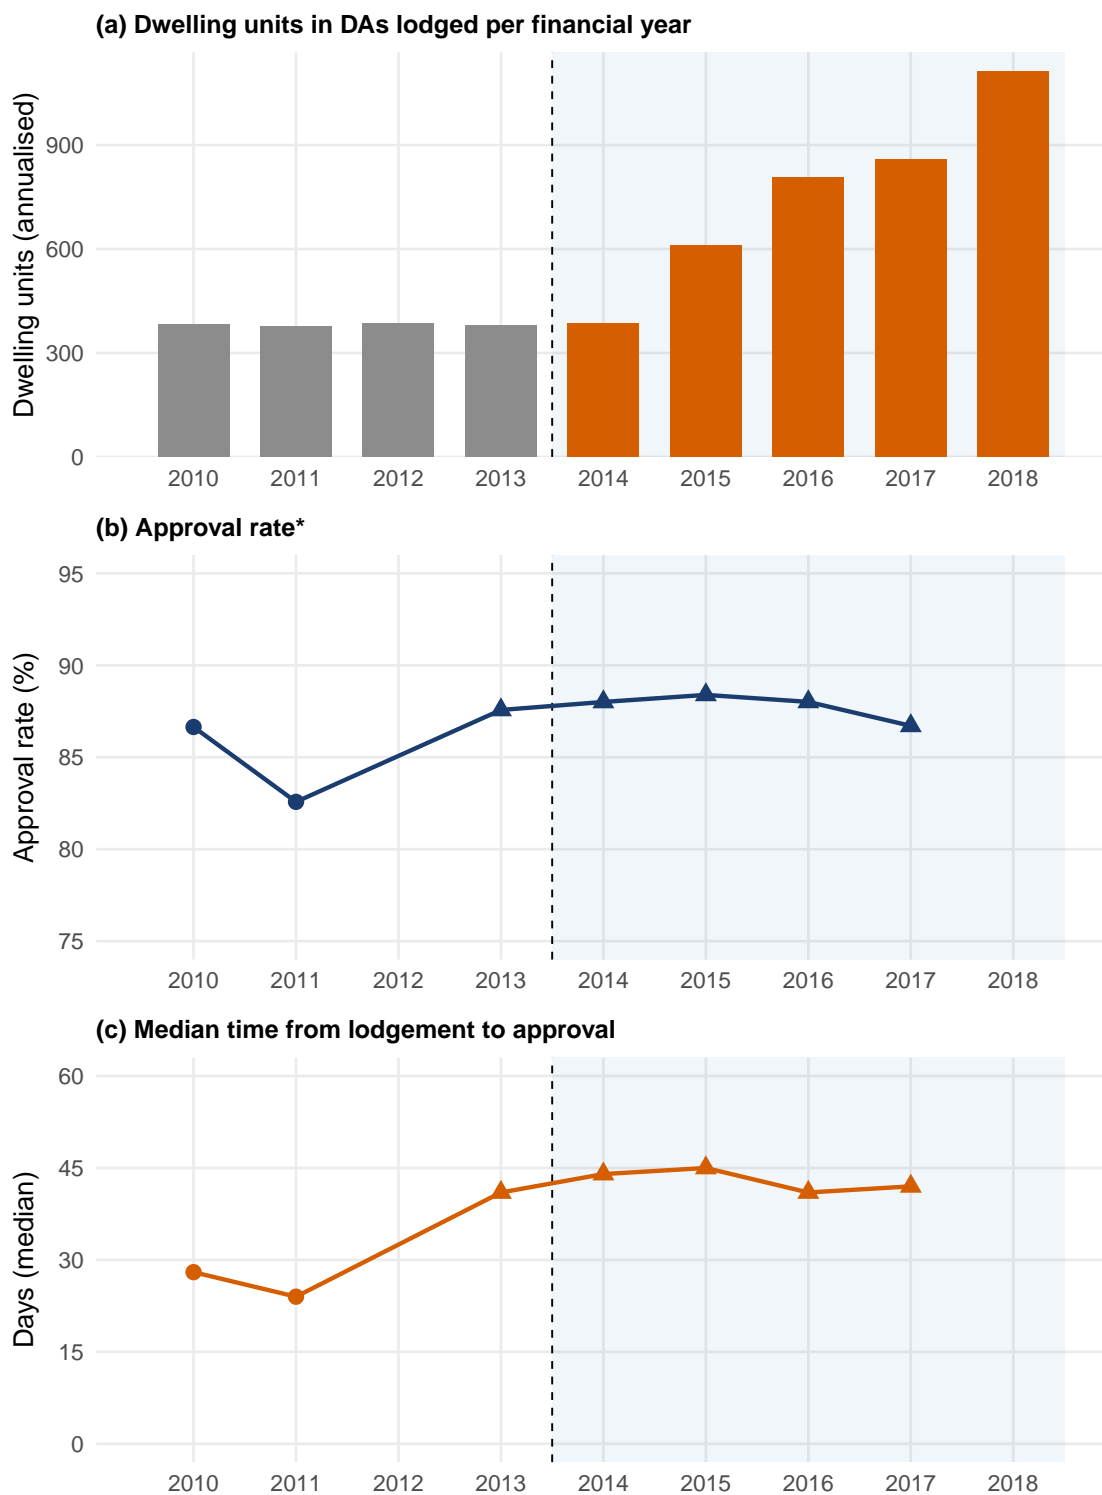 (a) Dwelling units in DAs lodged per financial year
Dwelling units (annualised)
900
600
300
0
2010 2011 2012 2013 2014 2015 2016 2017 2018
(b) Approval rate*
Approval rate (%)
95
90
85
80
75
2010 2011 2012 2013 2014 2015 2016 2017 2018
(c) Median time from lodgement to approval
Days (median)
60
45
30
15
0
2010 2011 2012 2013 2014 2015 2016 2017 2018